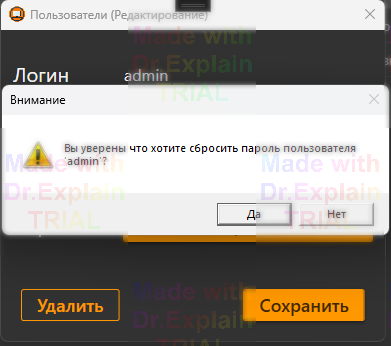 Пользователи (Редактирование)
Made with
Dr.Explain
TRIAL
Логин
admin
Внимание
Вы уверены что хотите сбросить пароль пользователя
'admin'?
Made with
Dr.Explain
TRIAL
Made with
Dr.Explain
TRIAL
Да
Нет
Удалить
Сохранить
Made with
Dr.Explain
TRIAL